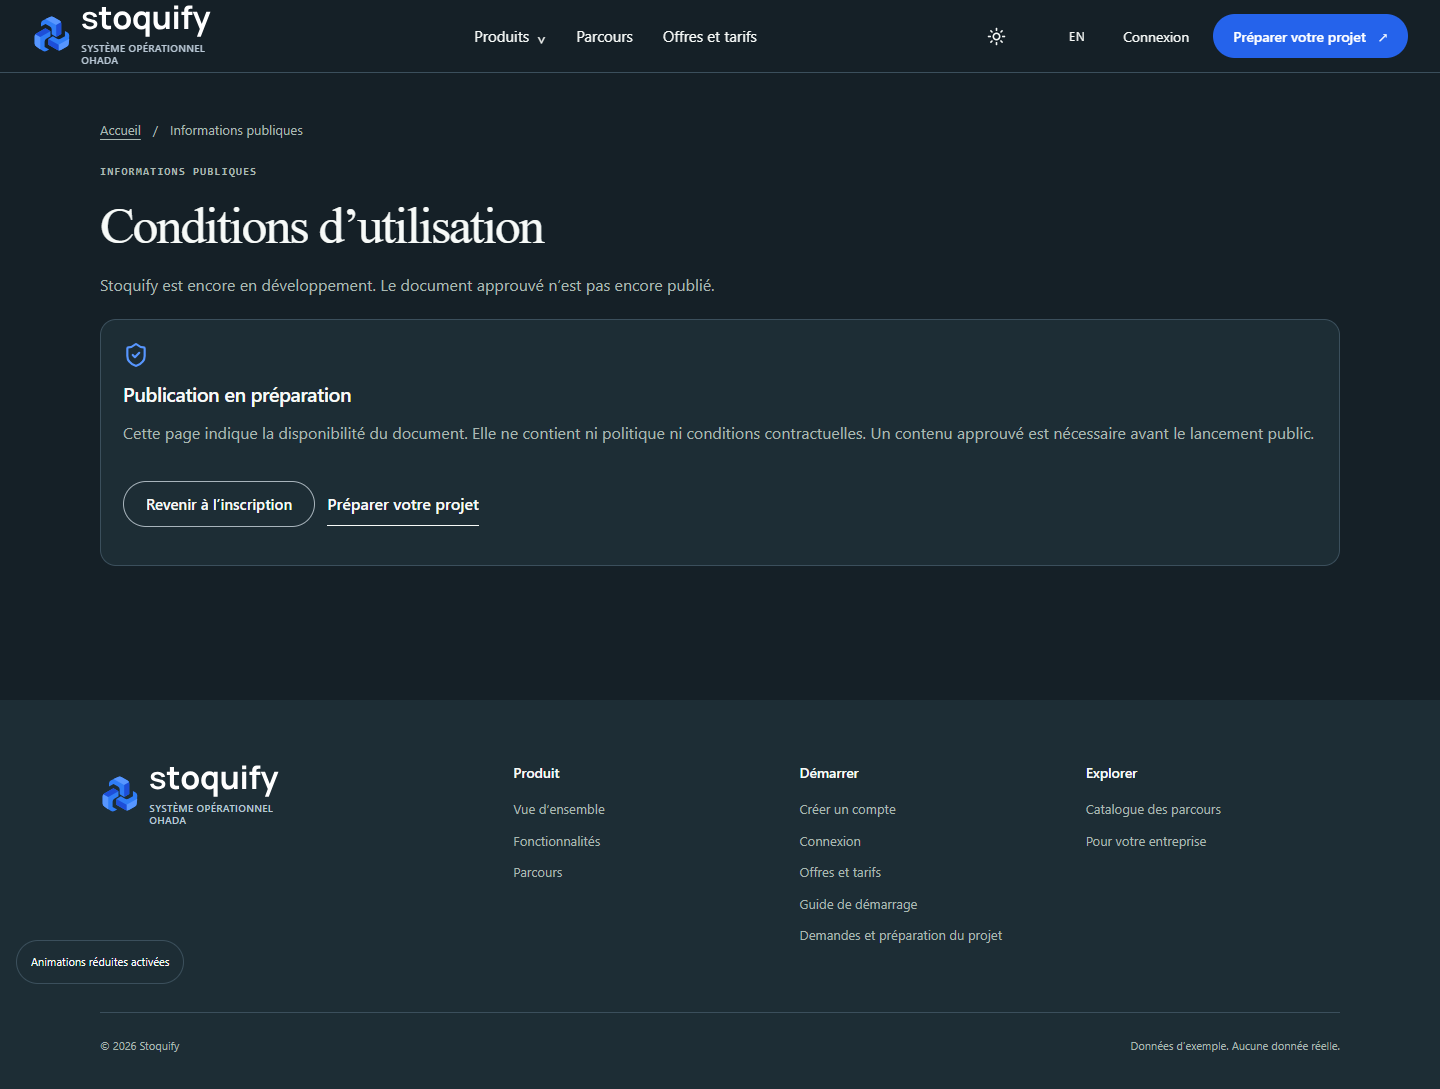 stoquify
SYSTÈME OPÉRATIONNEL
OHADA
Produits
Parcours
Offres et tarifs
EN
Connexion
Préparer votre projet ↗
Accueil / Informations publiques
INFORMATIONS PUBLIQUES
Conditions d’utilisation
Stoquify est encore en développement. Le document approuvé n’est pas encore publié.
Publication en préparation
Cette page indique la disponibilité du document. Elle ne contient ni politique ni conditions contractuelles. Un contenu approuvé est nécessaire avant le lancement public.
Revenir à l’inscription
Préparer votre projet
stoquify
SYSTÈME OPÉRATIONNEL
OHADA
Produit
Vue d’ensemble
Fonctionnalités
Parcours
Démarrer
Créer un compte
Connexion
Offres et tarifs
Guide de démarrage
Demandes et préparation du projet
Explorer
Catalogue des parcours
Pour votre entreprise
Animations réduites activées
© 2026 Stoquify
Données d’exemple. Aucune donnée réelle.